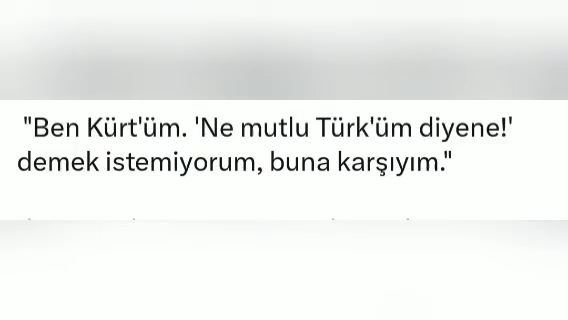 "Ben Kürt'üm. 'Ne mutlu Türk'üm diyene!'
demek istemiyorum, buna karşıyım."